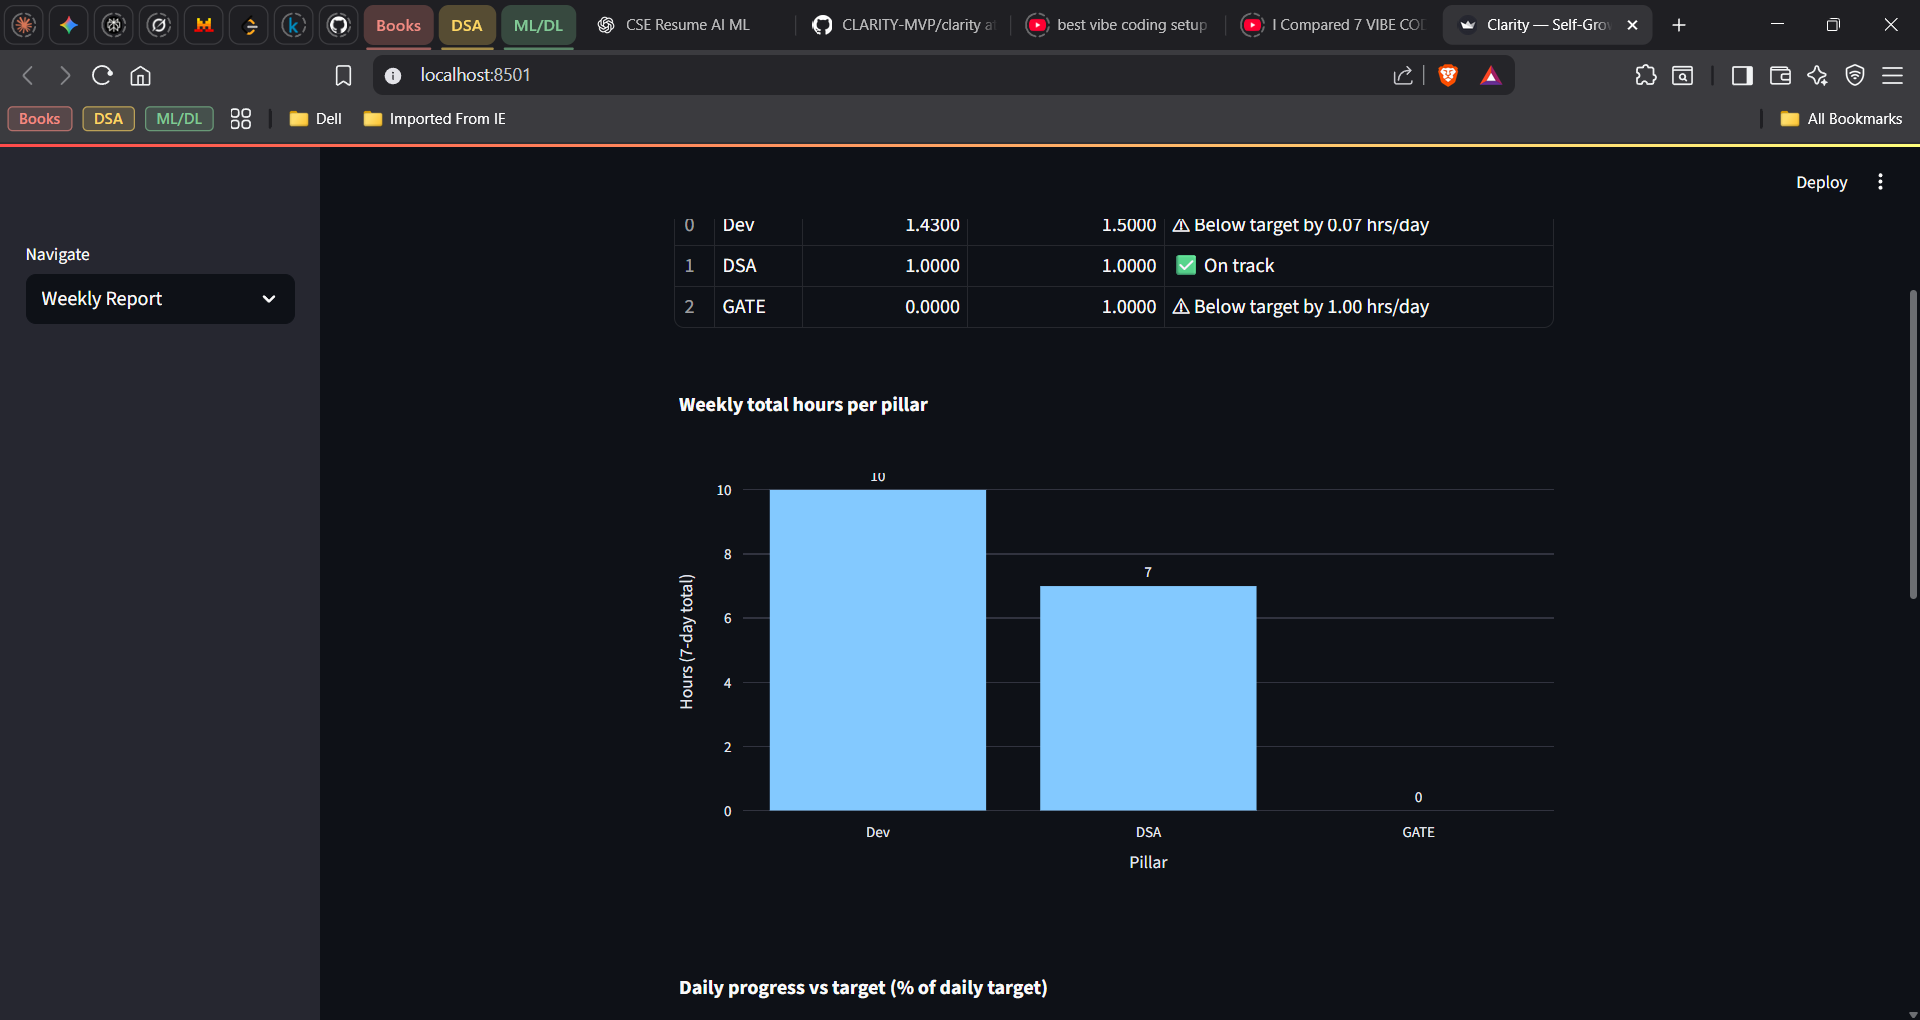 Books
DSA
ML/DL
CSE Resume AI ML
CLARITY-MVP/clarity a
best vibe coding setup
I Compared 7 VIBE COD
Clarity — Self-Gro
localhost:8501
Books
DSA
ML/DL
Dell
Imported From IE
All Bookmarks
Deploy
Navigate
Weekly Report
0 Dev 1.4300 1.5000 ⚠ Below target by 0.07 hrs/day
1 DSA 1.0000 1.0000 ✅ On track
2 GATE 0.0000 1.0000 ⚠ Below target by 1.00 hrs/day
Weekly total hours per pillar
Hours (7-day total)
10
8
6
4
2
0
10
7
0
Dev
DSA
GATE
Pillar
Daily progress vs target (% of daily target)